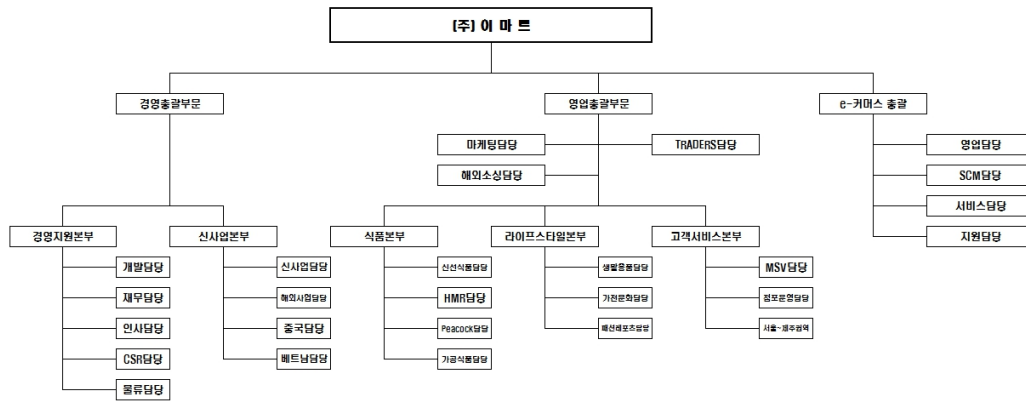 (주) 이 마 트
경영총괄부문
영업총괄부문
e-커머스 총괄
마케팅담당
TRADERS담당
영업담당
해외소싱담당
SCM담당
서비스담당
경영지원본부
신사업본부
식품본부
라이프스타일본부
고객서비스본부
지원담당
개발담당
신사업담당
신선식품담당
생활용품담당
MSV담당
재무담당
해외사업담당
HMR담당
가전문화담당
점포운영담당
인사담당
중국담당
Peacock담당
패션레포츠담당
서울~제주권역
CSR담당
베트남담당
가공식품담당
물류담당